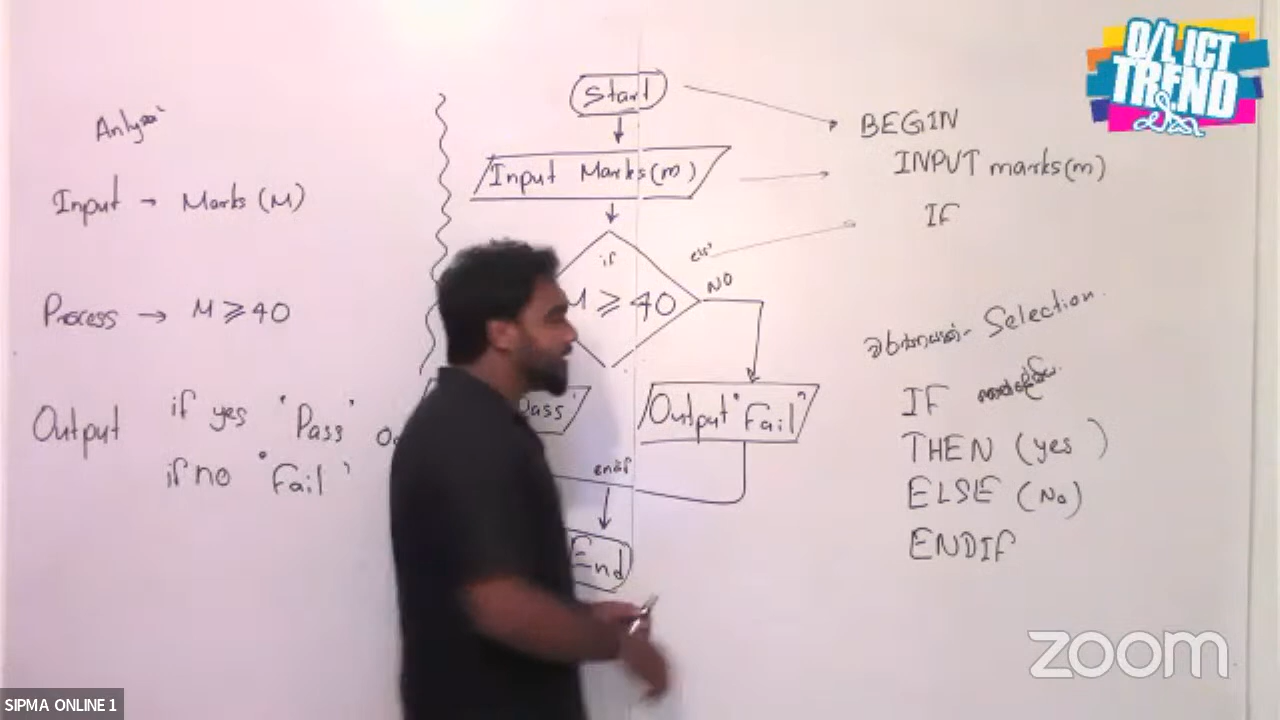 Input → Marks (M)
Process → M ≥ 40
Output if yes "Pass"
if no "Fail"
Start
Input Marks(m)
if
M ≥ 40
NO
Pass"
Output "Fail"
endif
End
BEGIN
INPUT marks(m)
IF
Selection
IF
THEN (yes)
ELSE (No)
ENDIF
O/L ICT
TREND
zoom
SIPMA ONLINE 1